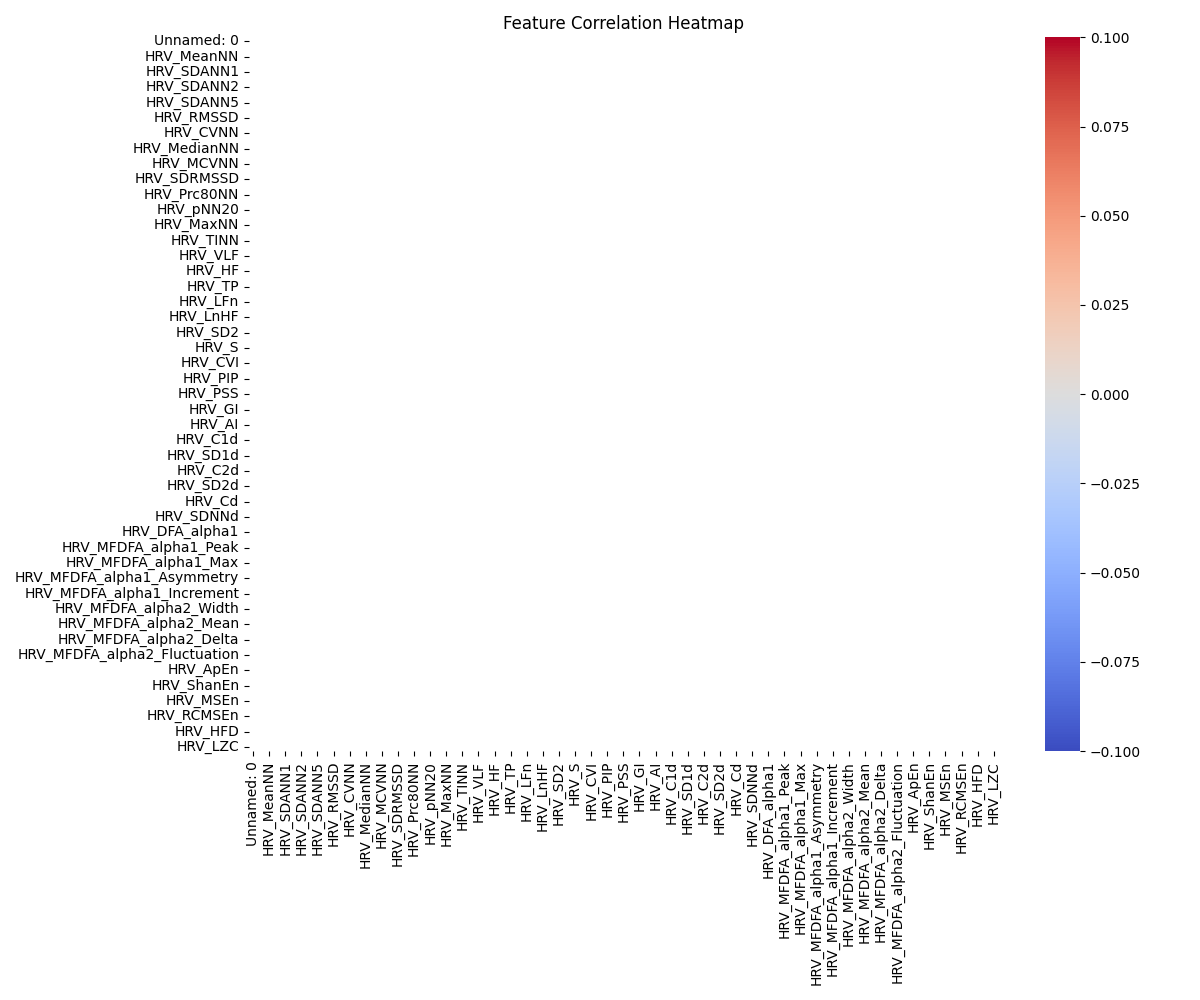 Feature Correlation Heatmap
Unnamed: 0
HRV_MeanNN
HRV_SDANN1
HRV_SDANN2
HRV_SDANN5
HRV_RMSSD
HRV_CVNN
HRV_MedianNN
HRV_MCVNN
HRV_SDRMSSD
HRV_Prc80NN
HRV_pNN20
HRV_MaxNN
HRV_TINN
HRV_VLF
HRV_HF
HRV_TP
HRV_LFn
HRV_LnHF
HRV_SD2
HRV_S
HRV_CVI
HRV_PIP
HRV_PSS
HRV_GI
HRV_AI
HRV_C1d
HRV_SD1d
HRV_C2d
HRV_SD2d
HRV_Cd
HRV_SDNNd
HRV_DFA_alpha1
HRV_MFDFA_alpha1_Peak
HRV_MFDFA_alpha1_Max
HRV_MFDFA_alpha1_Asymmetry
HRV_MFDFA_alpha1_Increment
HRV_MFDFA_alpha2_Width
HRV_MFDFA_alpha2_Mean
HRV_MFDFA_alpha2_Delta
HRV_MFDFA_alpha2_Fluctuation
HRV_ApEn
HRV_ShanEn
HRV_MSEn
HRV_RCMSEn
HRV_HFD
HRV_LZC
Unnamed: 0
HRV_MeanNN
HRV_SDANN1
HRV_SDANN2
HRV_SDANN5
HRV_RMSSD
HRV_CVNN
HRV_MedianNN
HRV_MCVNN
HRV_SDRMSSD
HRV_Prc80NN
HRV_pNN20
HRV_MaxNN
HRV_TINN
HRV_VLF
HRV_HF
HRV_TP
HRV_LFn
HRV_LnHF
HRV_SD2
HRV_S
HRV_CVI
HRV_PIP
HRV_PSS
HRV_GI
HRV_AI
HRV_C1d
HRV_SD1d
HRV_C2d
HRV_SD2d
HRV_Cd
HRV_SDNNd
HRV_DFA_alpha1
HRV_MFDFA_alpha1_Peak
HRV_MFDFA_alpha1_Max
HRV_MFDFA_alpha1_Asymmetry
HRV_MFDFA_alpha1_Increment
HRV_MFDFA_alpha2_Width
HRV_MFDFA_alpha2_Mean
HRV_MFDFA_alpha2_Delta
HRV_MFDFA_alpha2_Fluctuation
HRV_ApEn
HRV_ShanEn
HRV_MSEn
HRV_RCMSEn
HRV_HFD
HRV_LZC
0.100
0.075
0.050
0.025
0.000
−0.025
−0.050
−0.075
−0.100